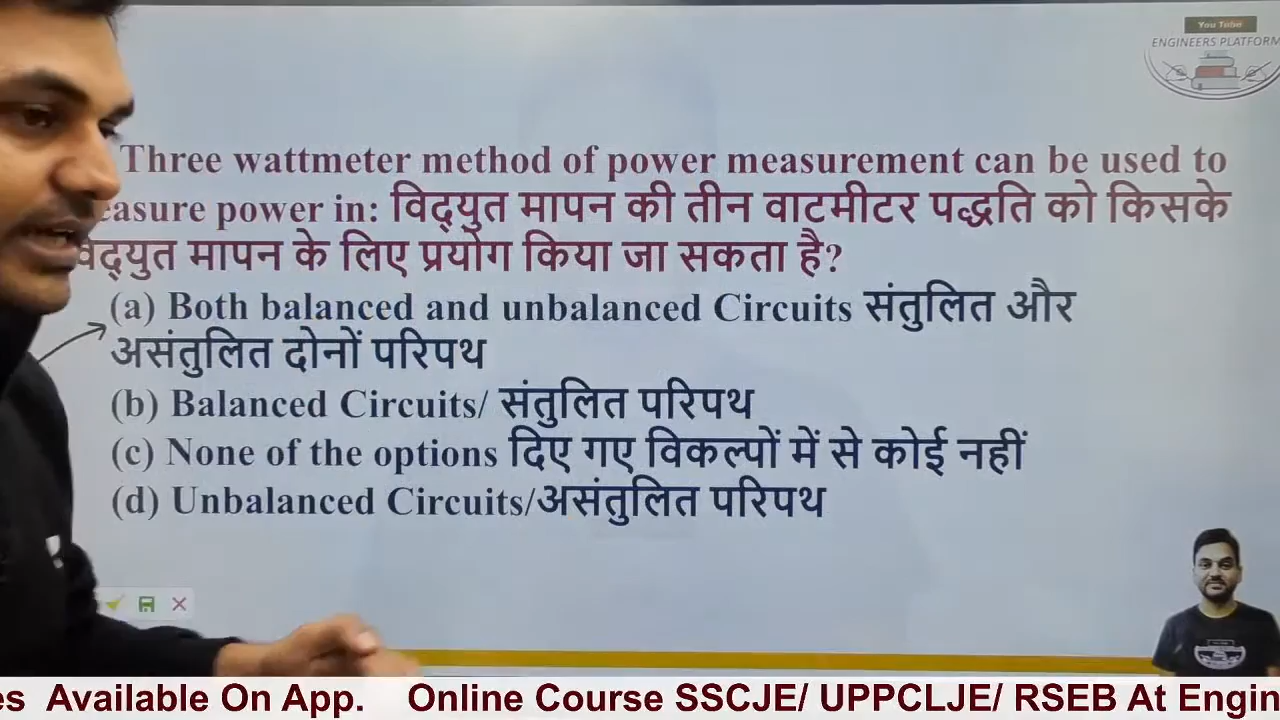 You Tube
ENGINEERS PLATFORM
Three wattmeter method of power measurement can be used to
easure power in: विद्युत मापन की तीन वाटमीटर पद्धति को किसके
विद्युत मापन के लिए प्रयोग किया जा सकता है?
(a) Both balanced and unbalanced Circuits संतुलित और
असंतुलित दोनों परिपथ
(b) Balanced Circuits/ संतुलित परिपथ
(c) None of the options दिए गए विकल्पों में से कोई नहीं
(d) Unbalanced Circuits/असंतुलित परिपथ
es Available On App. Online Course SSCJE/ UPPCLJE/ RSEB At Engin